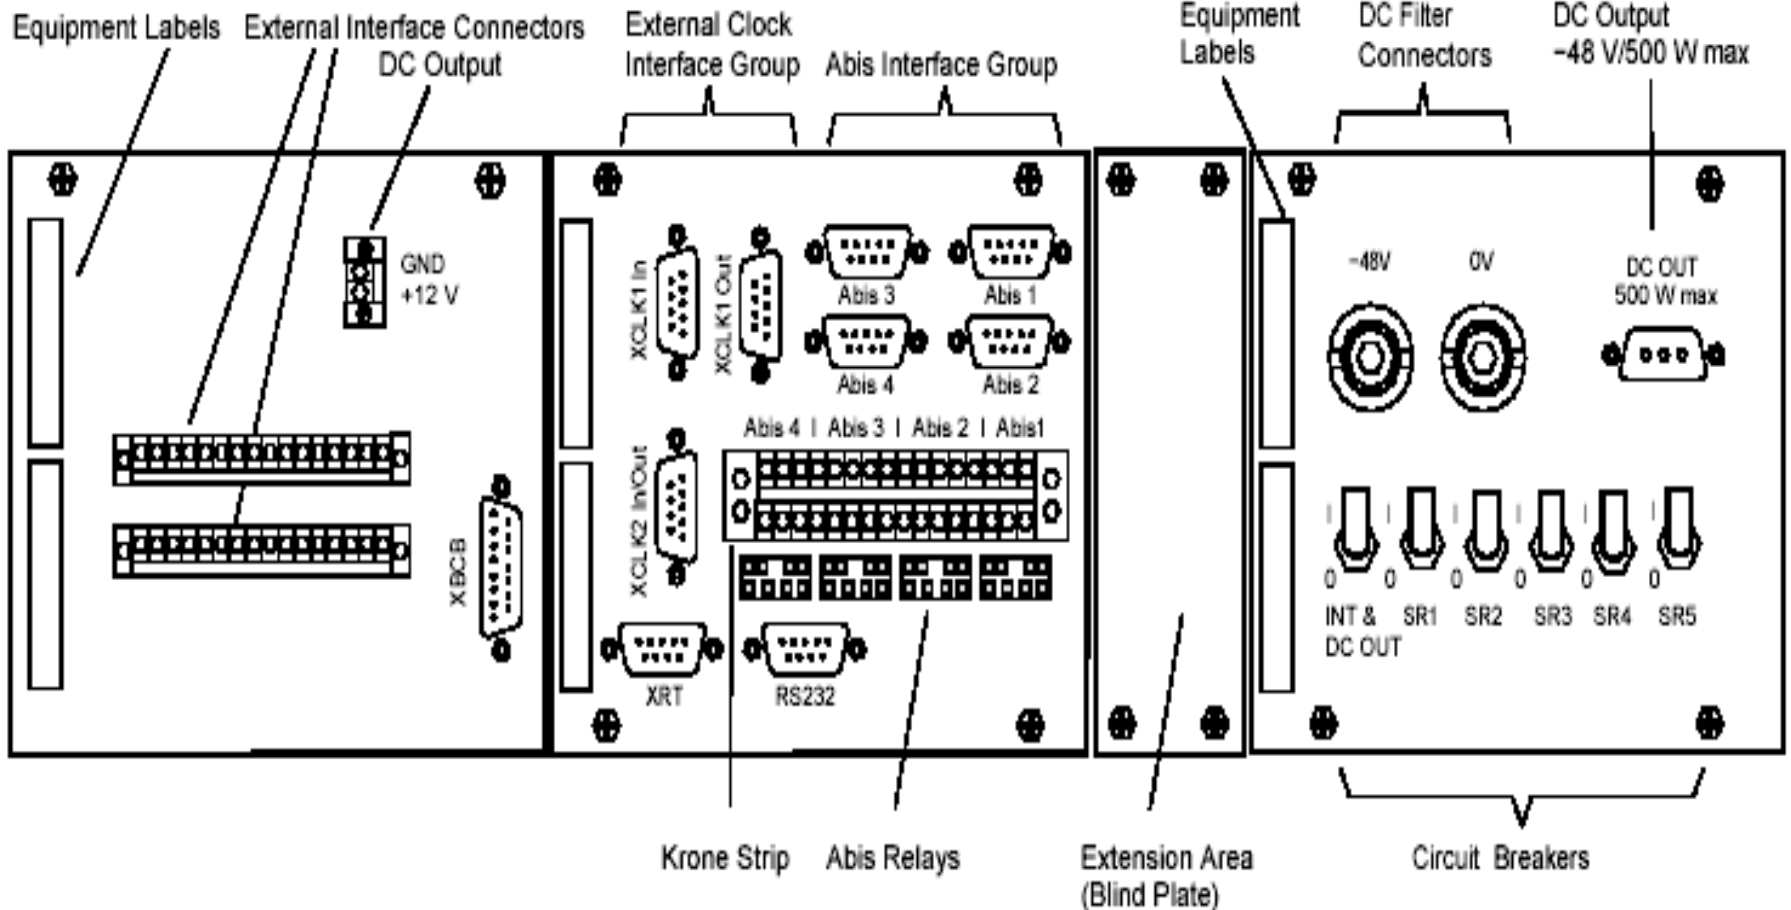 Equipment Labels
External Interface Connectors
DC Output
External Clock
Interface Group
Abis Interface Group
Equipment
Labels
DC Filter
Connectors
DC Output
−48 V/500 W max
GND
+12 V
XBCB
XCLK1 In
XCLK1 Out
Abis 3
Abis 1
Abis 4
Abis 2
Abis 4 | Abis 3 | Abis 2 | Abis1
XCLK2 In/Out
XRT
RS232
−48V
0V
DC OUT
500 W max
| | | | | |
0 0 0 0 0 0
INT &
DC OUT
SR1
SR2
SR3
SR4
SR5
Krone Strip
Abis Relays
Extension Area
(Blind Plate)
Circuit Breakers